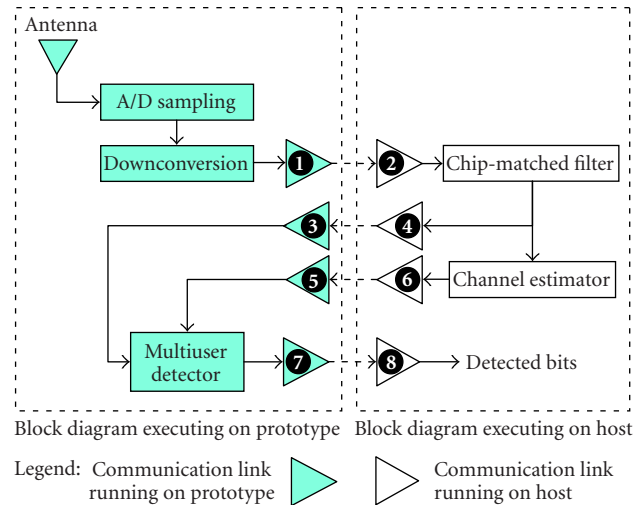 Antenna
A/D sampling
Downconversion
1
2
Chip-matched filter
3
4
5
6
Channel estimator
Multiuser
detector
7
8
Detected bits
Block diagram executing on prototype
Block diagram executing on host
Legend:
Communication link
running on prototype
Communication link
running on host